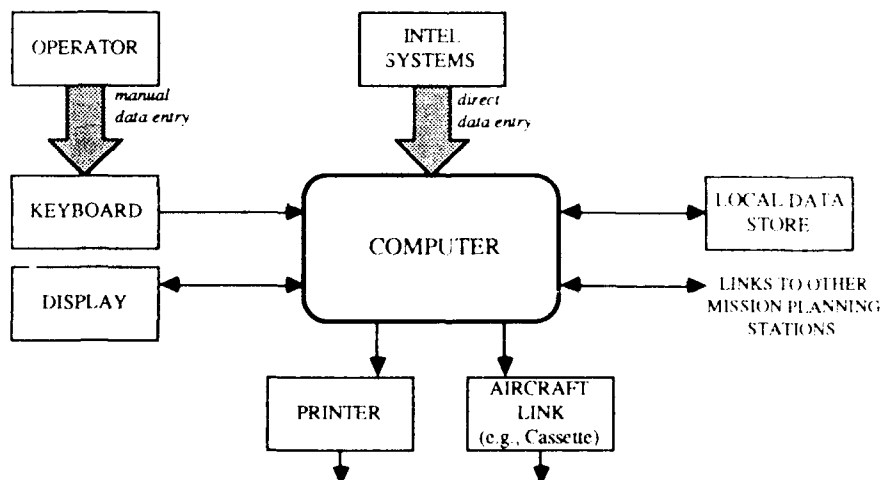 OPERATOR
INTEL
SYSTEMS
manual
data entry
direct
data entry
KEYBOARD
COMPUTER
LOCAL DATA
STORE
DISPLAY
LINKS TO OTHER
MISSION PLANNING
STATIONS
PRINTER
AIRCRAFT
LINK
(e.g., Cassette)